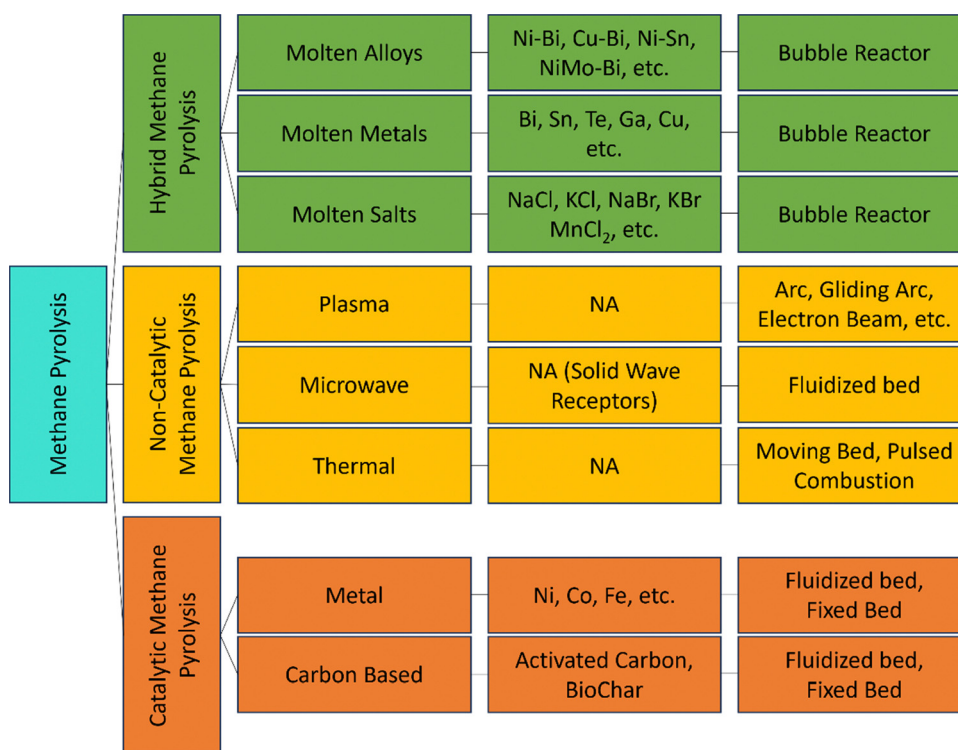 Methane Pyrolysis
Hybrid Methane
Pyrolysis
Molten Alloys
Ni-Bi, Cu-Bi, Ni-Sn,
NiMo-Bi, etc.
Bubble Reactor
Molten Metals
Bi, Sn, Te, Ga, Cu,
etc.
Bubble Reactor
Molten Salts
NaCl, KCl, NaBr, KBr
MnCl₂, etc.
Bubble Reactor
Non-Catalytic
Methane Pyrolysis
Plasma
NA
Arc, Gliding Arc,
Electron Beam, etc.
Microwave
NA (Solid Wave
Receptors)
Fluidized bed
Thermal
NA
Moving Bed, Pulsed
Combustion
Catalytic Methane
Pyrolysis
Metal
Ni, Co, Fe, etc.
Fluidized bed,
Fixed Bed
Carbon Based
Activated Carbon,
BioChar
Fluidized bed,
Fixed Bed